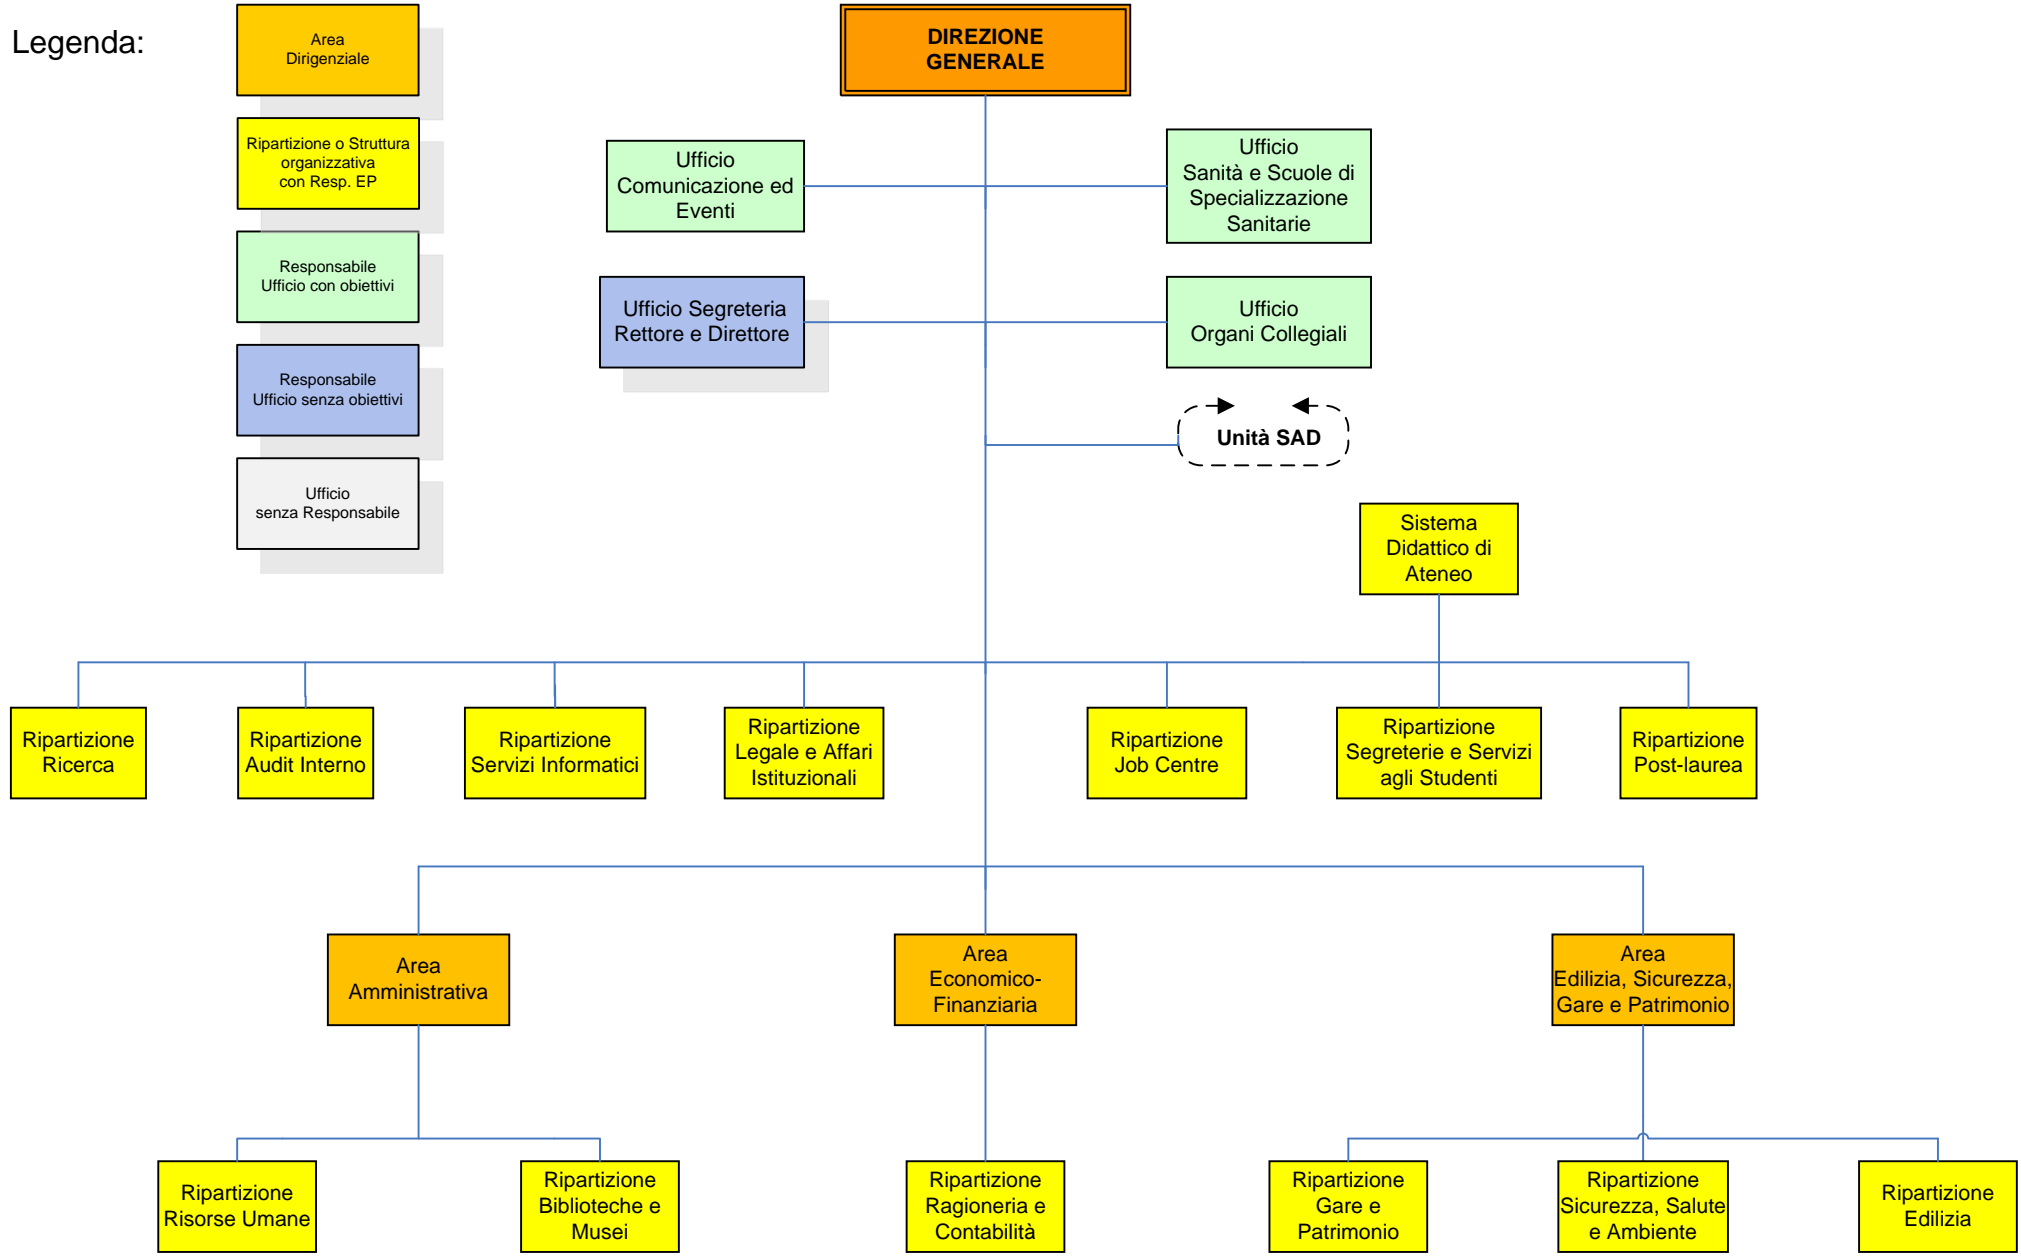 Legenda:
Area
Dirigenziale
Ripartizione o Struttura
organizzativa
con Resp. EP
Responsabile
Ufficio con obiettivi
Responsabile
Ufficio senza obiettivi
Ufficio
senza Responsabile
DIREZIONE
GENERALE
Ufficio
Comunicazione ed
Eventi
Ufficio
Sanità e Scuole di
Specializzazione
Sanitarie
Ufficio Segreteria
Rettore e Direttore
Ufficio
Organi Collegiali
Unità SAD
Sistema
Didattico di
Ateneo
Ripartizione
Ricerca
Ripartizione
Audit Interno
Ripartizione
Servizi Informatici
Ripartizione
Legale e Affari
Istituzionali
Ripartizione
Job Centre
Ripartizione
Segreterie e Servizi
agli Studenti
Ripartizione
Post-laurea
Area
Amministrativa
Area
Economico-
Finanziaria
Area
Edilizia, Sicurezza,
Gare e Patrimonio
Ripartizione
Risorse Umane
Ripartizione
Biblioteche e
Musei
Ripartizione
Ragioneria e
Contabilità
Ripartizione
Gare e
Patrimonio
Ripartizione
Sicurezza, Salute
e Ambiente
Ripartizione
Edilizia